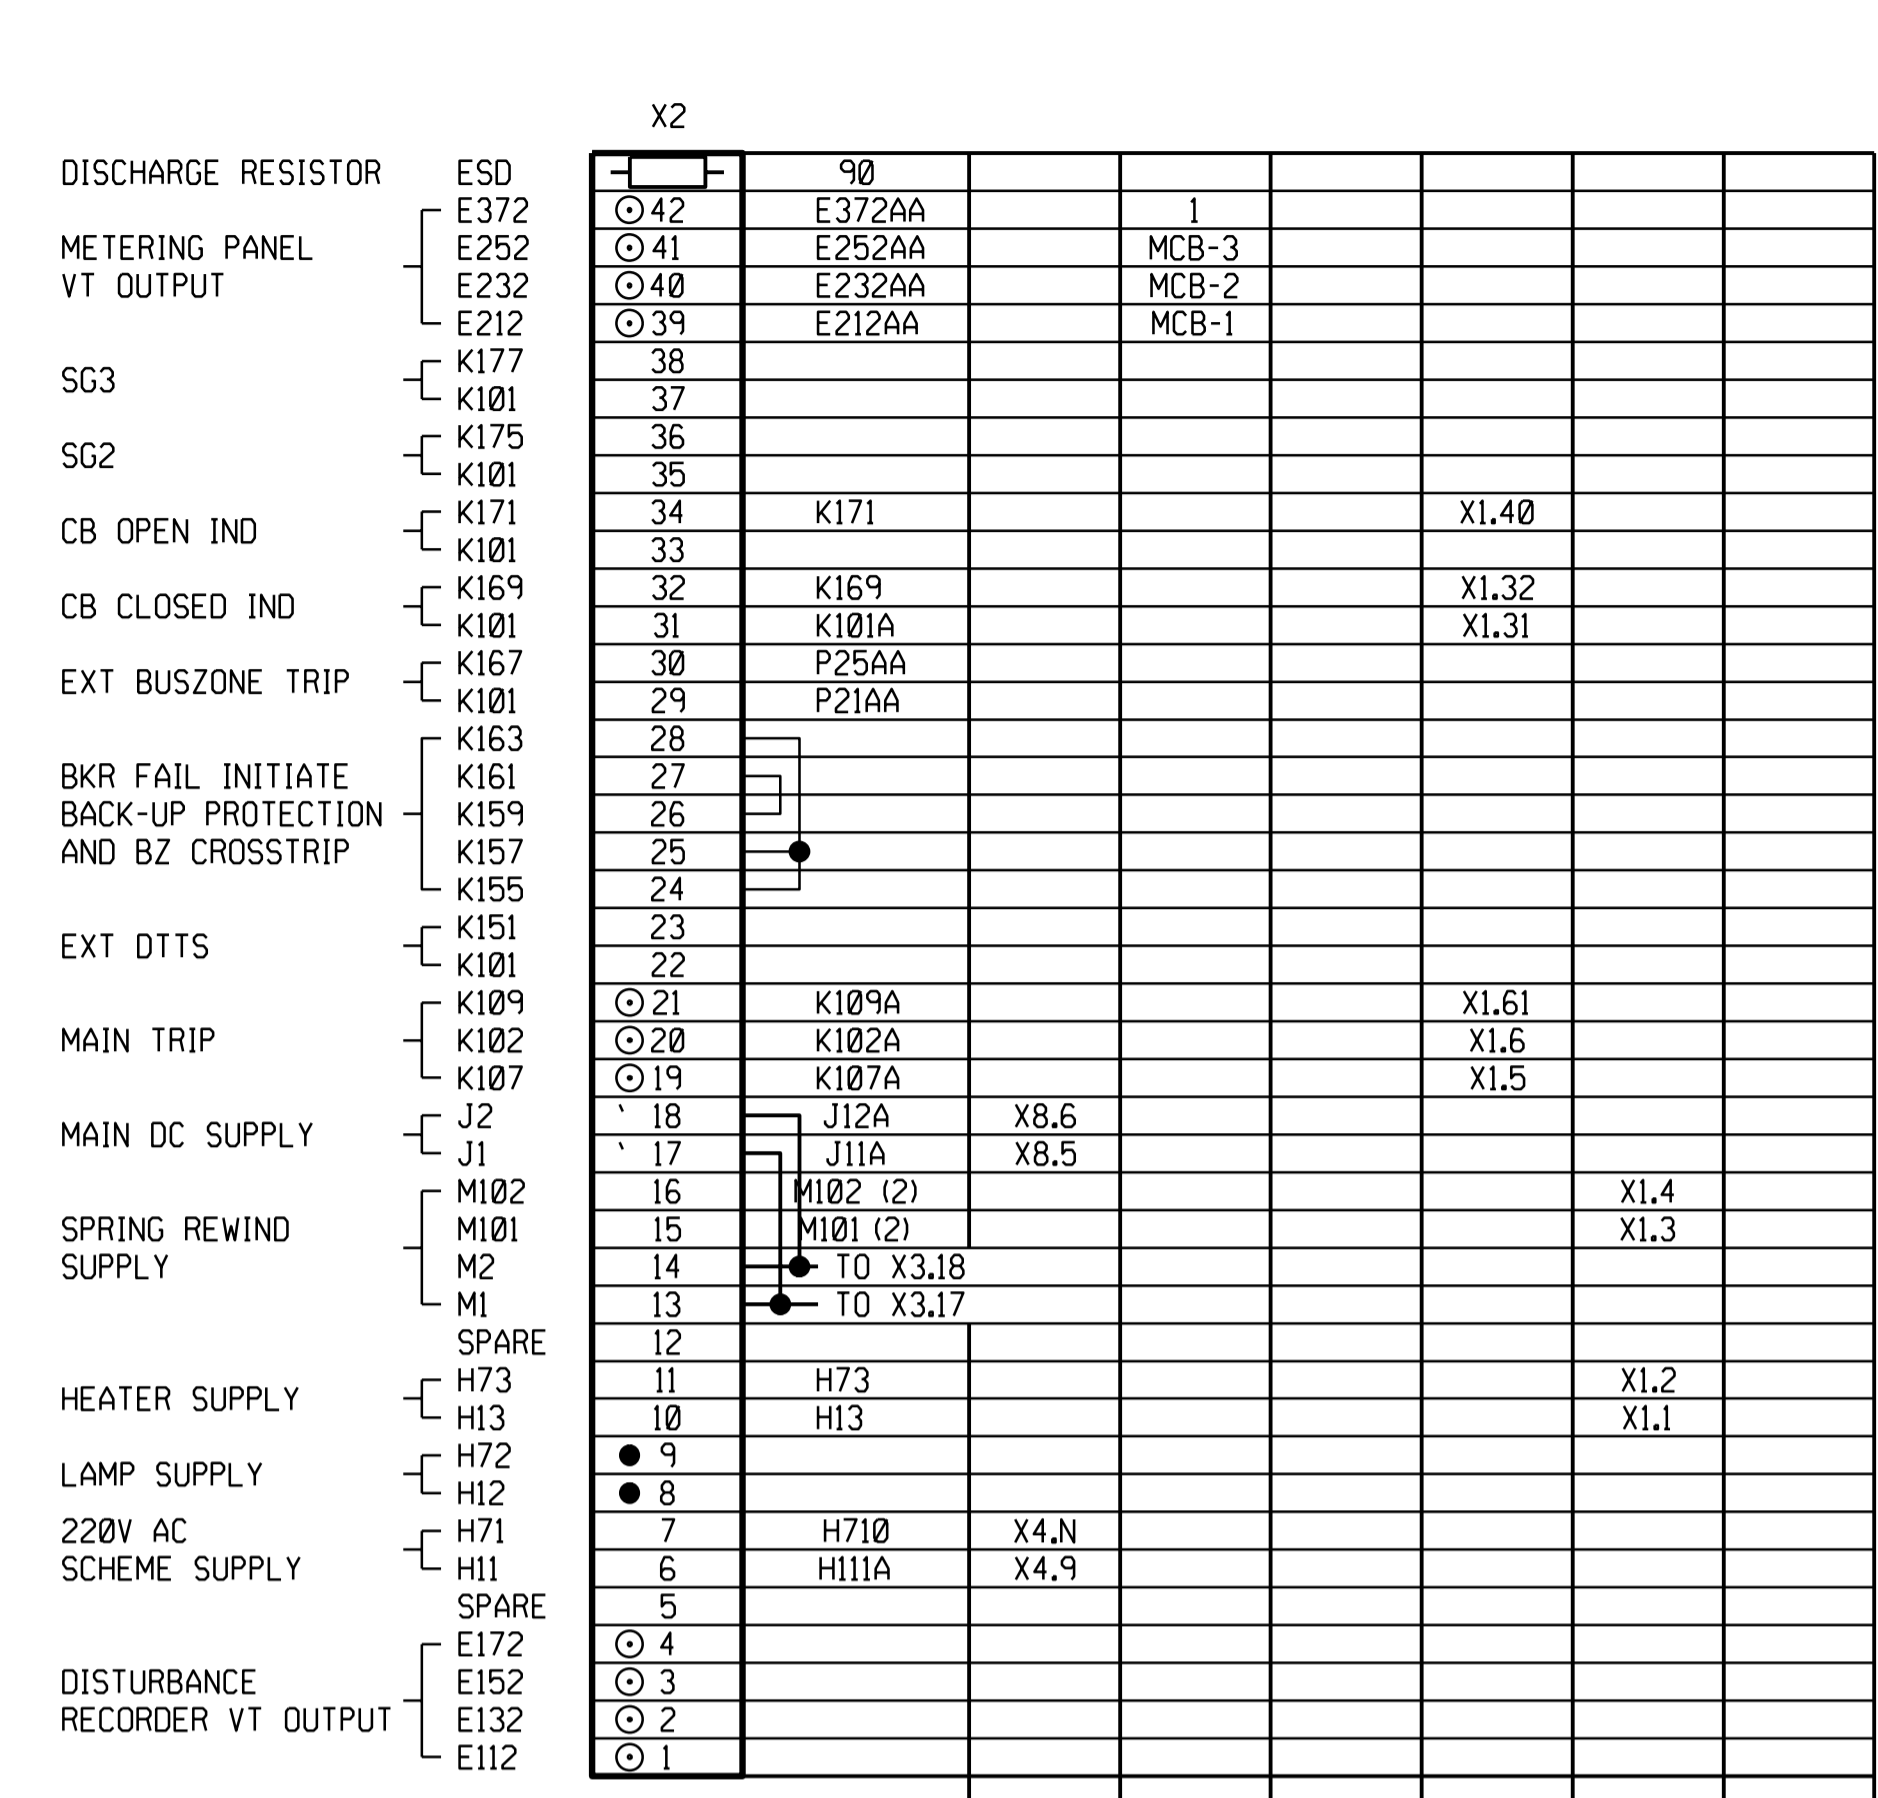 X2
DISCHARGE RESISTOR ESD 90
E372 42 E372AA 1
METERING PANEL E252 41 E252AA MCB-3
VT OUTPUT E232 40 E232AA MCB-2
E212 39 E212AA MCB-1
K177 38
SG3
K101 37
K175 36
SG2
K101 35
K171 34 K171 X1.40
CB OPEN IND
K101 33
K169 32 K169 X1.32
CB CLOSED IND
K101 31 K101A X1.31
K167 30 P25AA
EXT BUSZONE TRIP
K101 29 P21AA
K163 28
BKR FAIL INITIATE K161 27
BACK-UP PROTECTION K159 26
AND BZ CROSSTRIP K157 25
K155 24
K151 23
EXT DTTS
K101 22
K109 21 K109A X1.61
MAIN TRIP K102 20 K102A X1.6
K107 19 K107A X1.5
J2 18 J12A X8.6
MAIN DC SUPPLY
J1 17 J11A X8.5
M102 16 M102 (2) X1.4
SPRING REWIND M101 15 M101 (2) X1.3
SUPPLY M2 14 TO X3.18
M1 13 TO X3.17
SPARE 12
H73 11 H73 X1.2
HEATER SUPPLY
H13 10 H13 X1.1
H72 9
LAMP SUPPLY
H12 8
220V AC H71 7 H710 X4.N
SCHEME SUPPLY H11 6 H111A X4.9
SPARE 5
E172 4
DISTURBANCE E152 3
RECORDER VT OUTPUT E132 2
E112 1